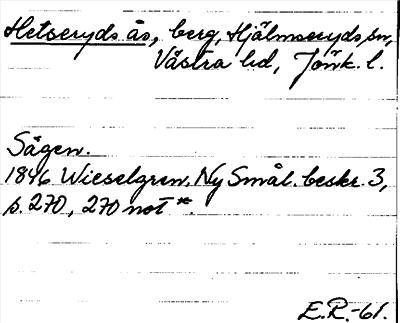 Hetseryds ås, berg, Hjälmseryds sn,
Västra hd, Jönk. l.
Sägen.
1846 Wieselgren, Ny Smål. beskr. 3,
s. 270, 270 not *.
E.R.-61.